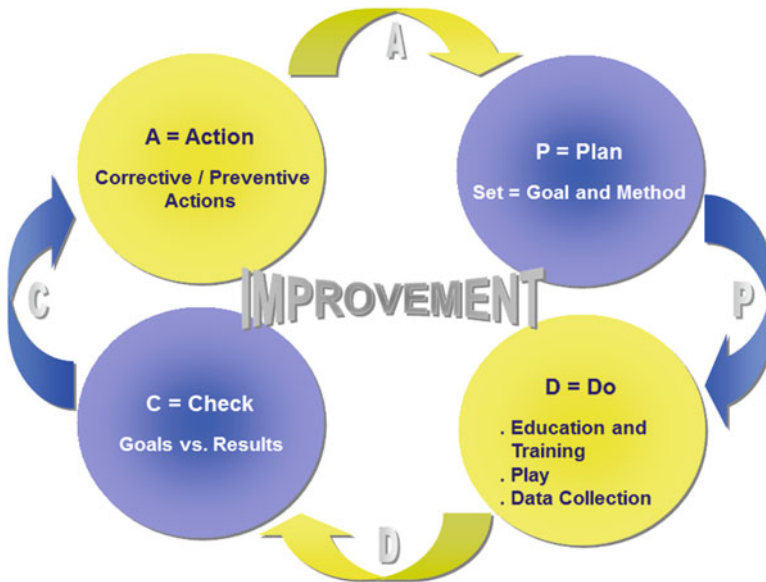 A
A = Action
Corrective / Preventive
Actions
P = Plan
Set = Goal and Method
C
IMPROVEMENT
P
C = Check
Goals vs. Results
D = Do
. Education and
Training
. Play
. Data Collection
D